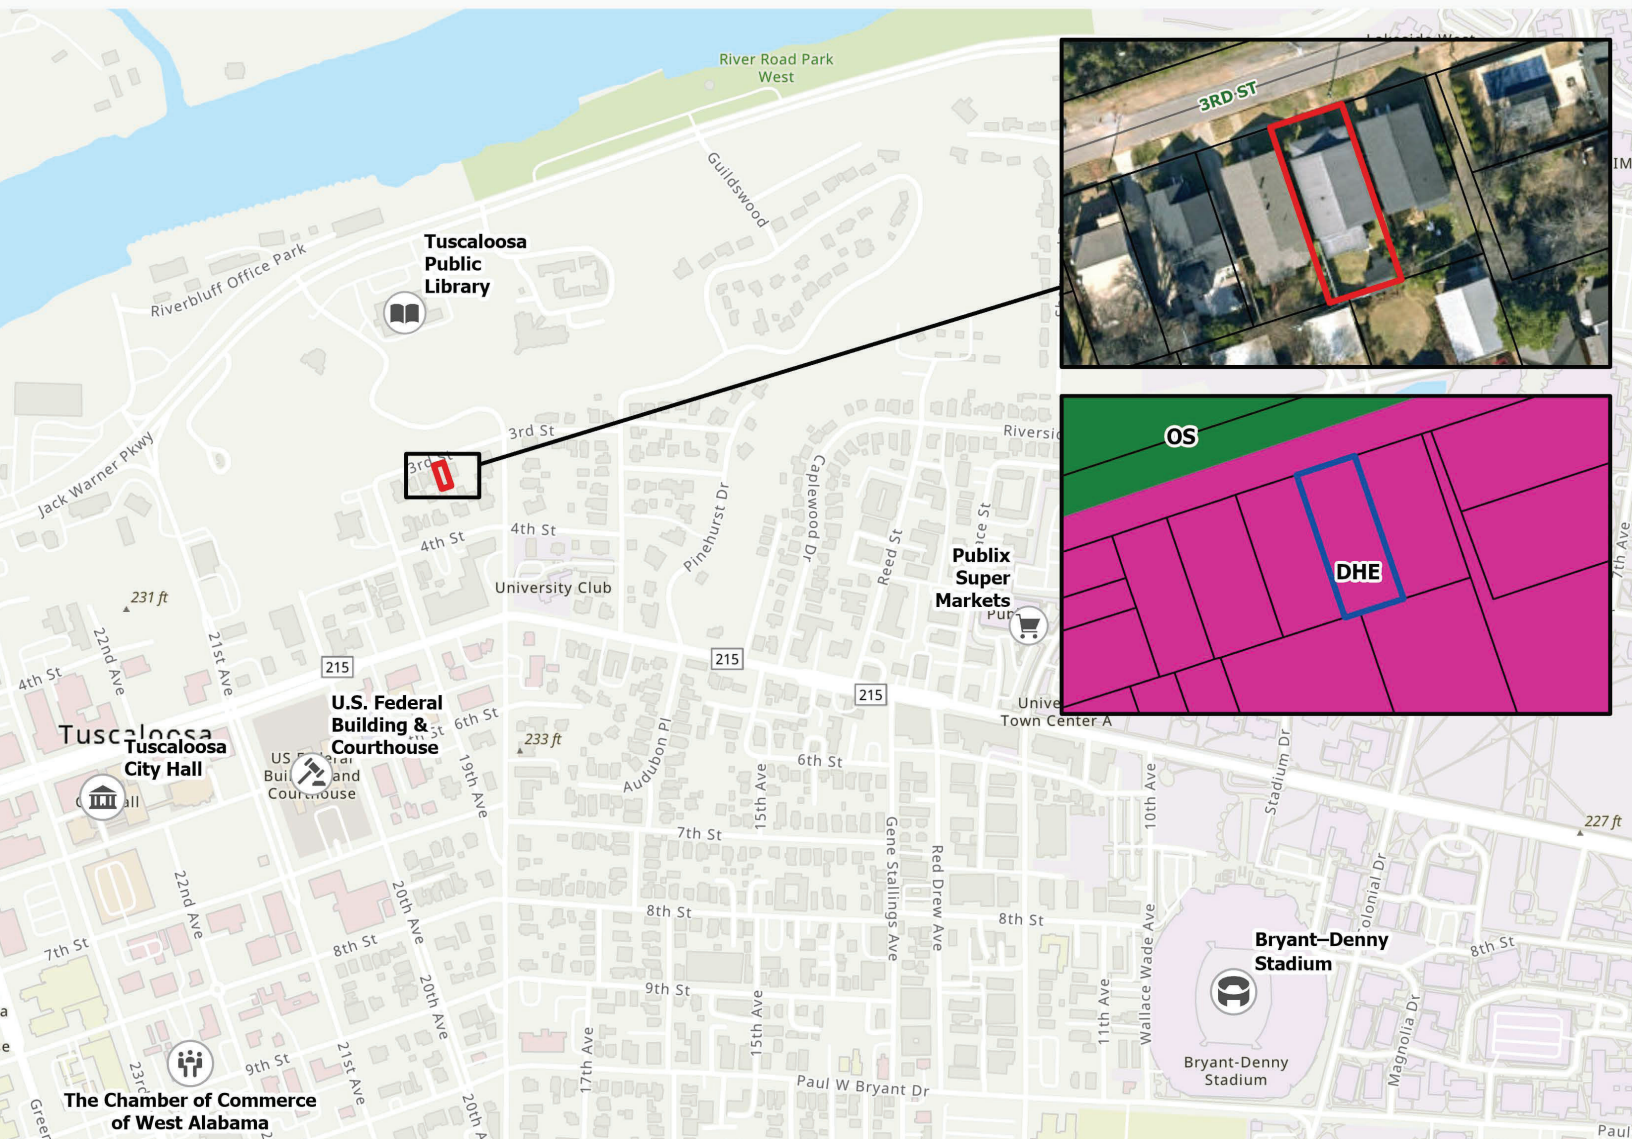 River Road Park
West
Guildswood
Tuscaloosa
Public
Library
Riverbluff Office Park
Jack Warner Pkwy
3rd St
3rd St
4th St
4th St
University Club
Pinehurst Dr
Caplewood Dr
Reed St
Publix
Super
Markets
231 ft
22nd Ave
21st Ave
4th St
215
215
215
Tuscaloosa
Tuscaloosa
City Hall
U.S. Federal
Building &
Courthouse
6th St
233 ft
19th Ave
Audubon Pl
15th Ave
6th St
7th St
Town Center A
10th Ave
Stadium Dr
227 ft
7th Ave
Gene Stallings Ave
Red Drew Ave
22nd Ave
20th Ave
7th St
8th St
8th St
8th St
8th St
Wallace Wade Ave
Bryant–Denny
Stadium
9th St
15th Ave
11th Ave
20th Ave
21st Ave
17th Ave
9th St
Magnolia Dr
Bryant-Denny
Stadium
Paul W Bryant Dr
The Chamber of Commerce
of West Alabama
Paul
3RD ST
OS
DHE